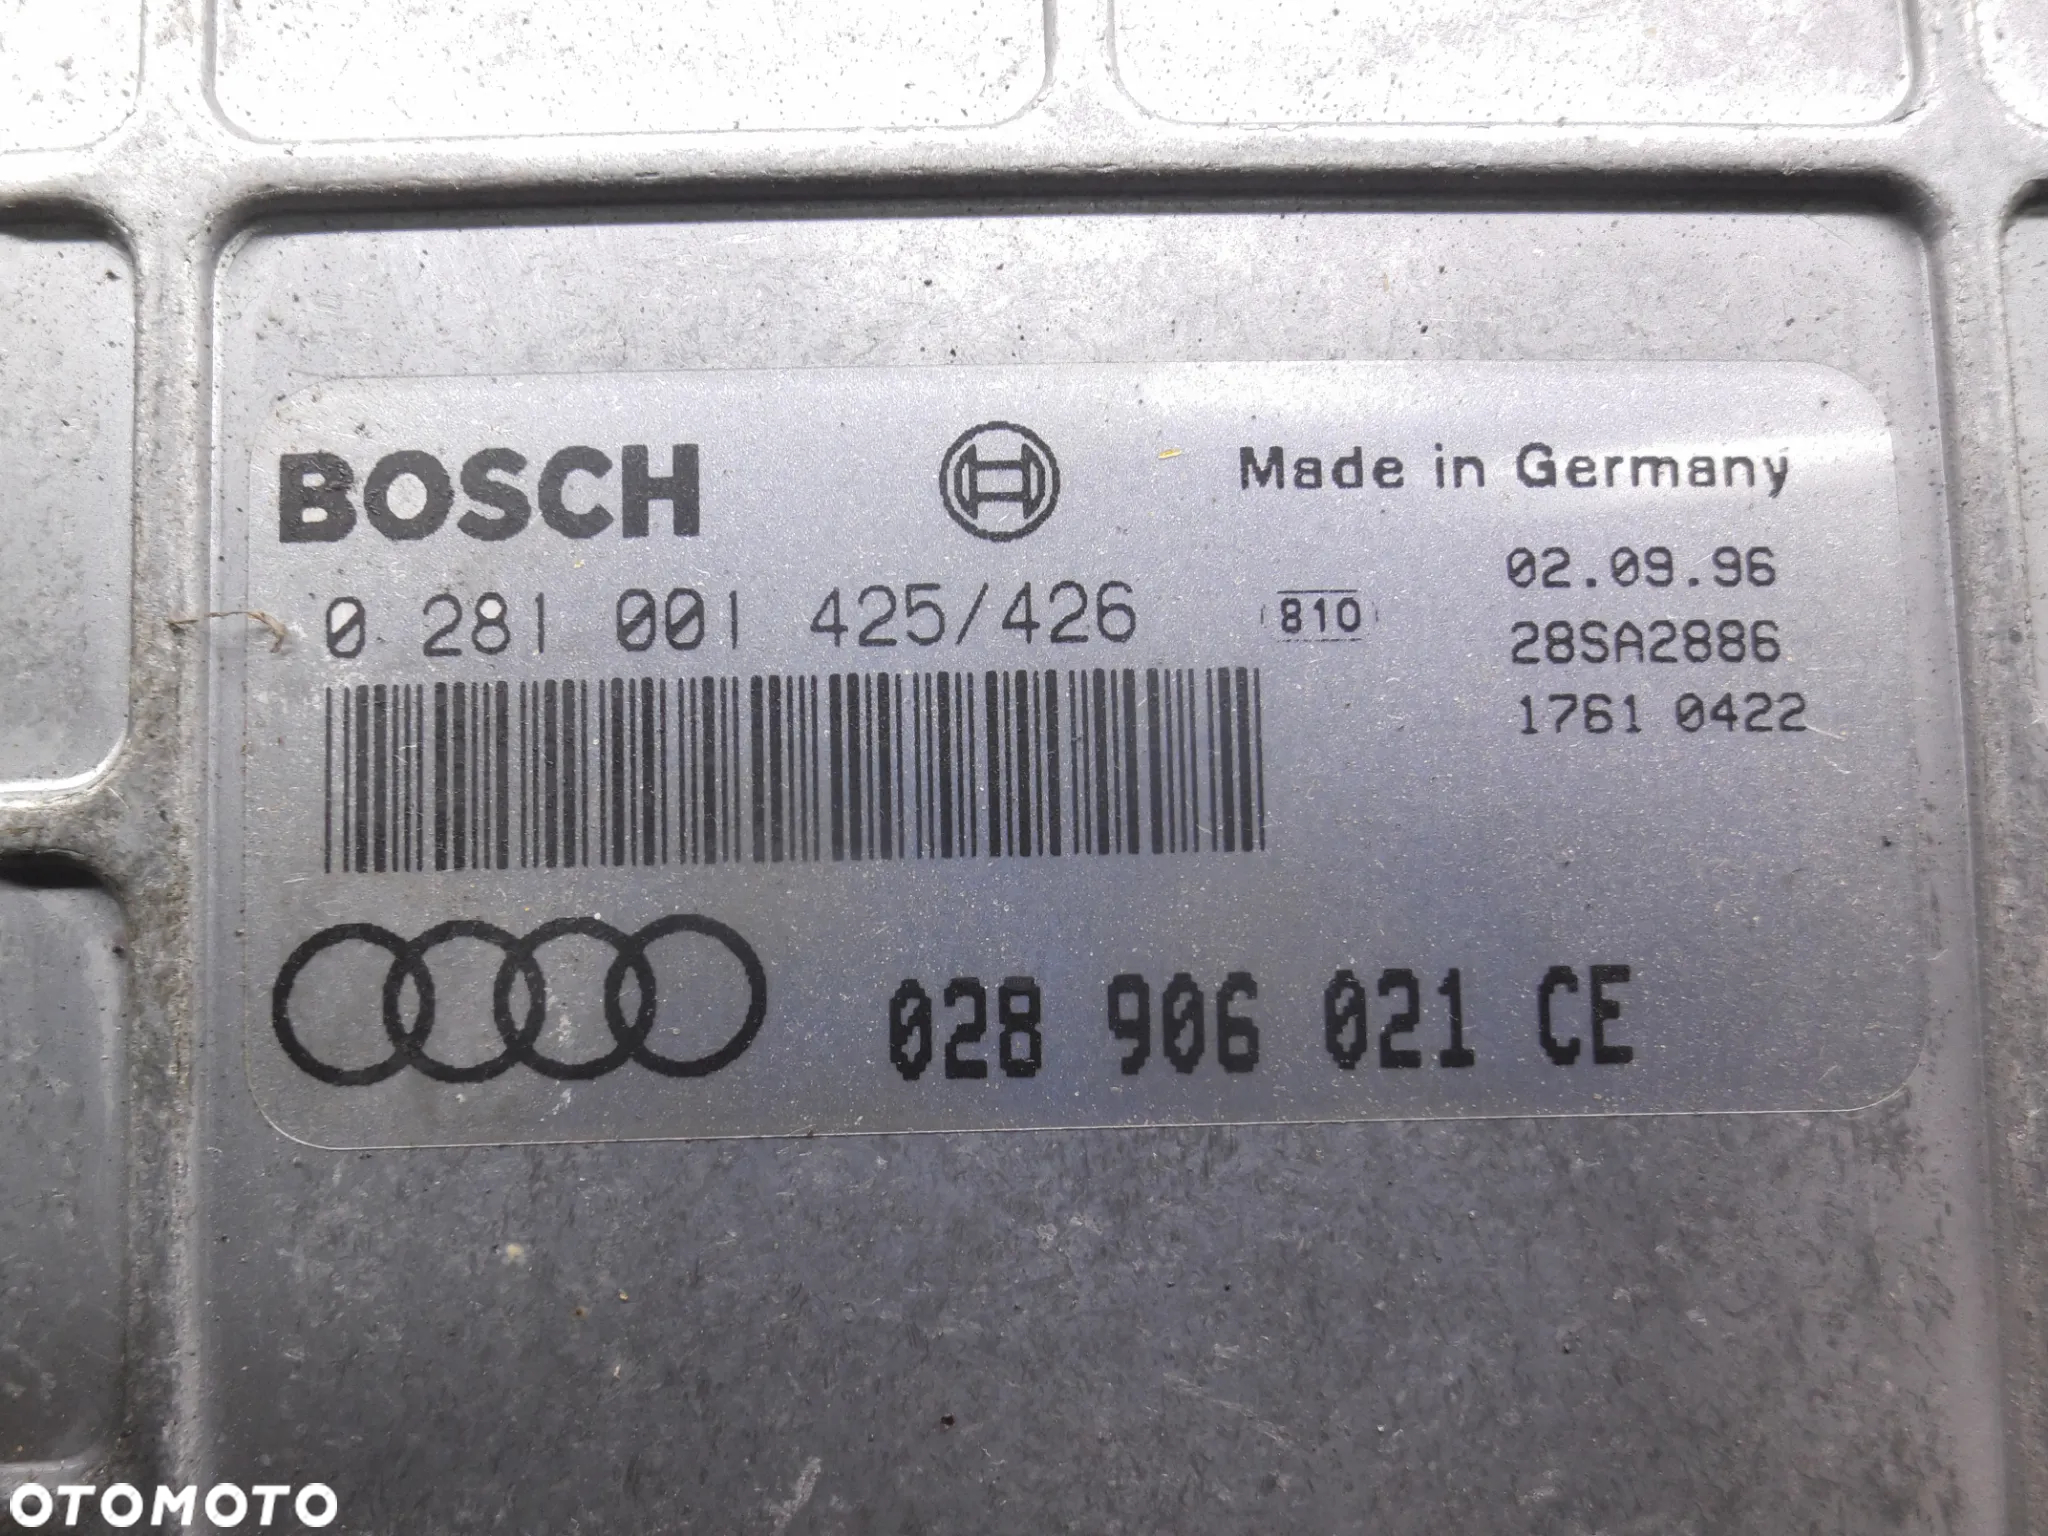 BOSCH
Made in Germany
02.09.96
0 281 001 425/426
810
28SA2886
1761 0422
028 906 021 CE
OTOMOTO